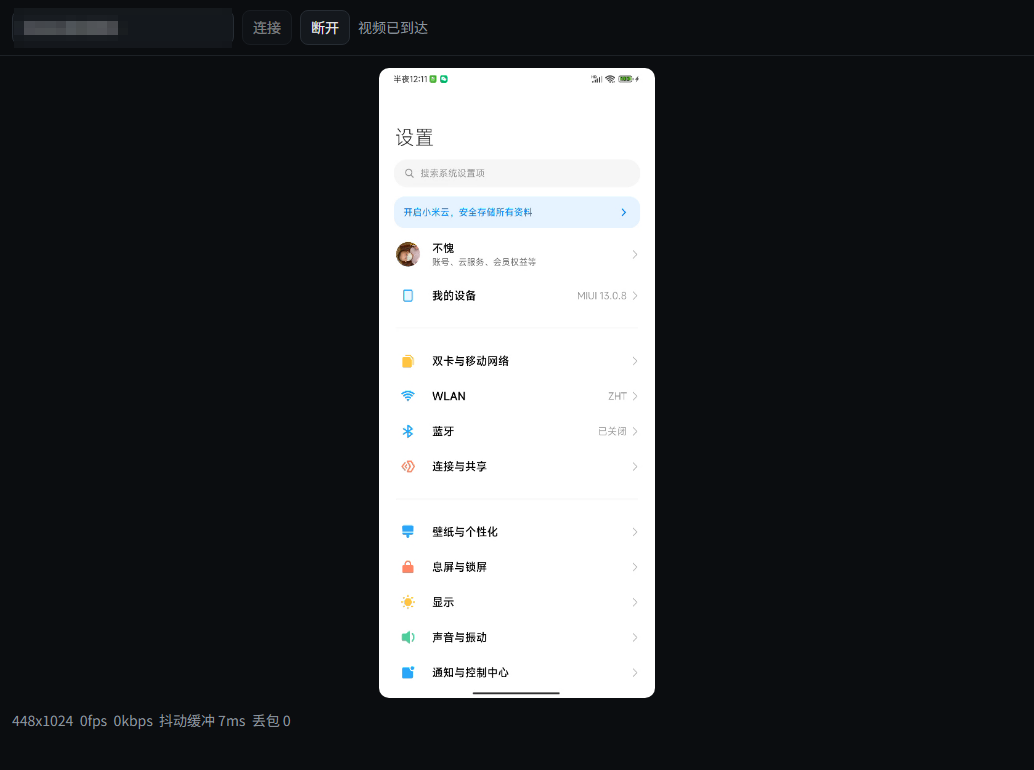 连接 断开 视频已到达
半夜12:11
设置
搜索系统设置项
开启小米云，安全存储所有资料
不愧
账号、云服务、会员权益等
我的设备 MIUI 13.0.8
双卡与移动网络
WLAN ZHT
蓝牙 已关闭
连接与共享
壁纸与个性化
息屏与锁屏
显示
声音与振动
通知与控制中心
448x1024 0fps 0kbps 抖动缓冲 7ms 丢包 0